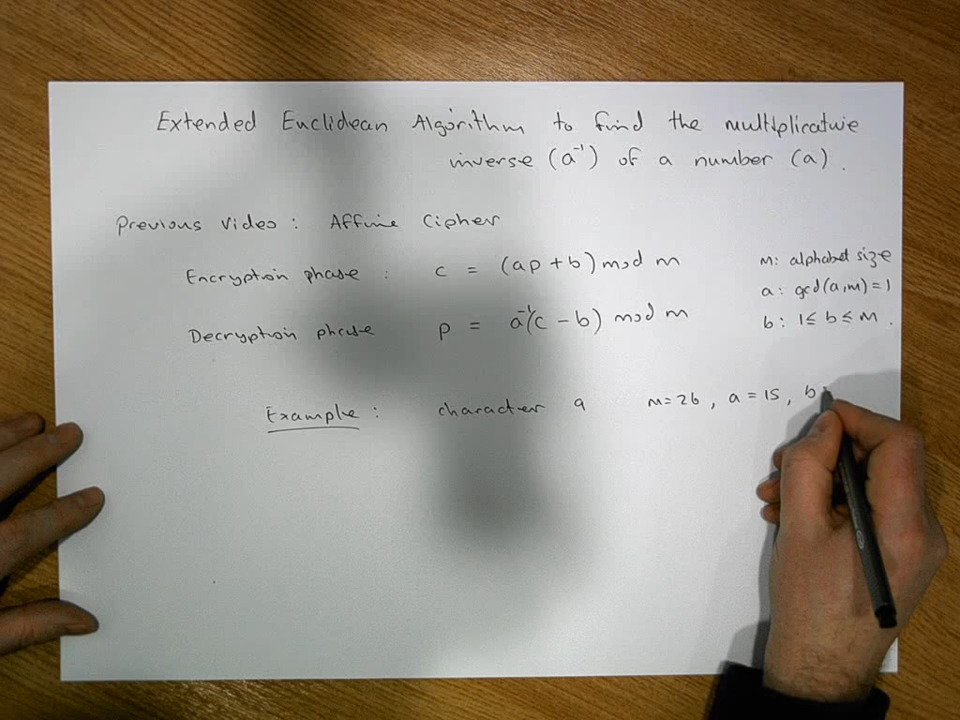 Extended Euclidean Algorithm to find the multiplicative
inverse (a⁻¹) of a number (a).
Previous Video: Affine Cipher
Encryption phase: c = (ap + b) mod m
m: alphabet size
a: gcd(a,m)=1
Decryption phase p = a⁻¹(c - b) mod m
b: 1≤ b ≤ m.
Example: character a m=26, a=15, b=